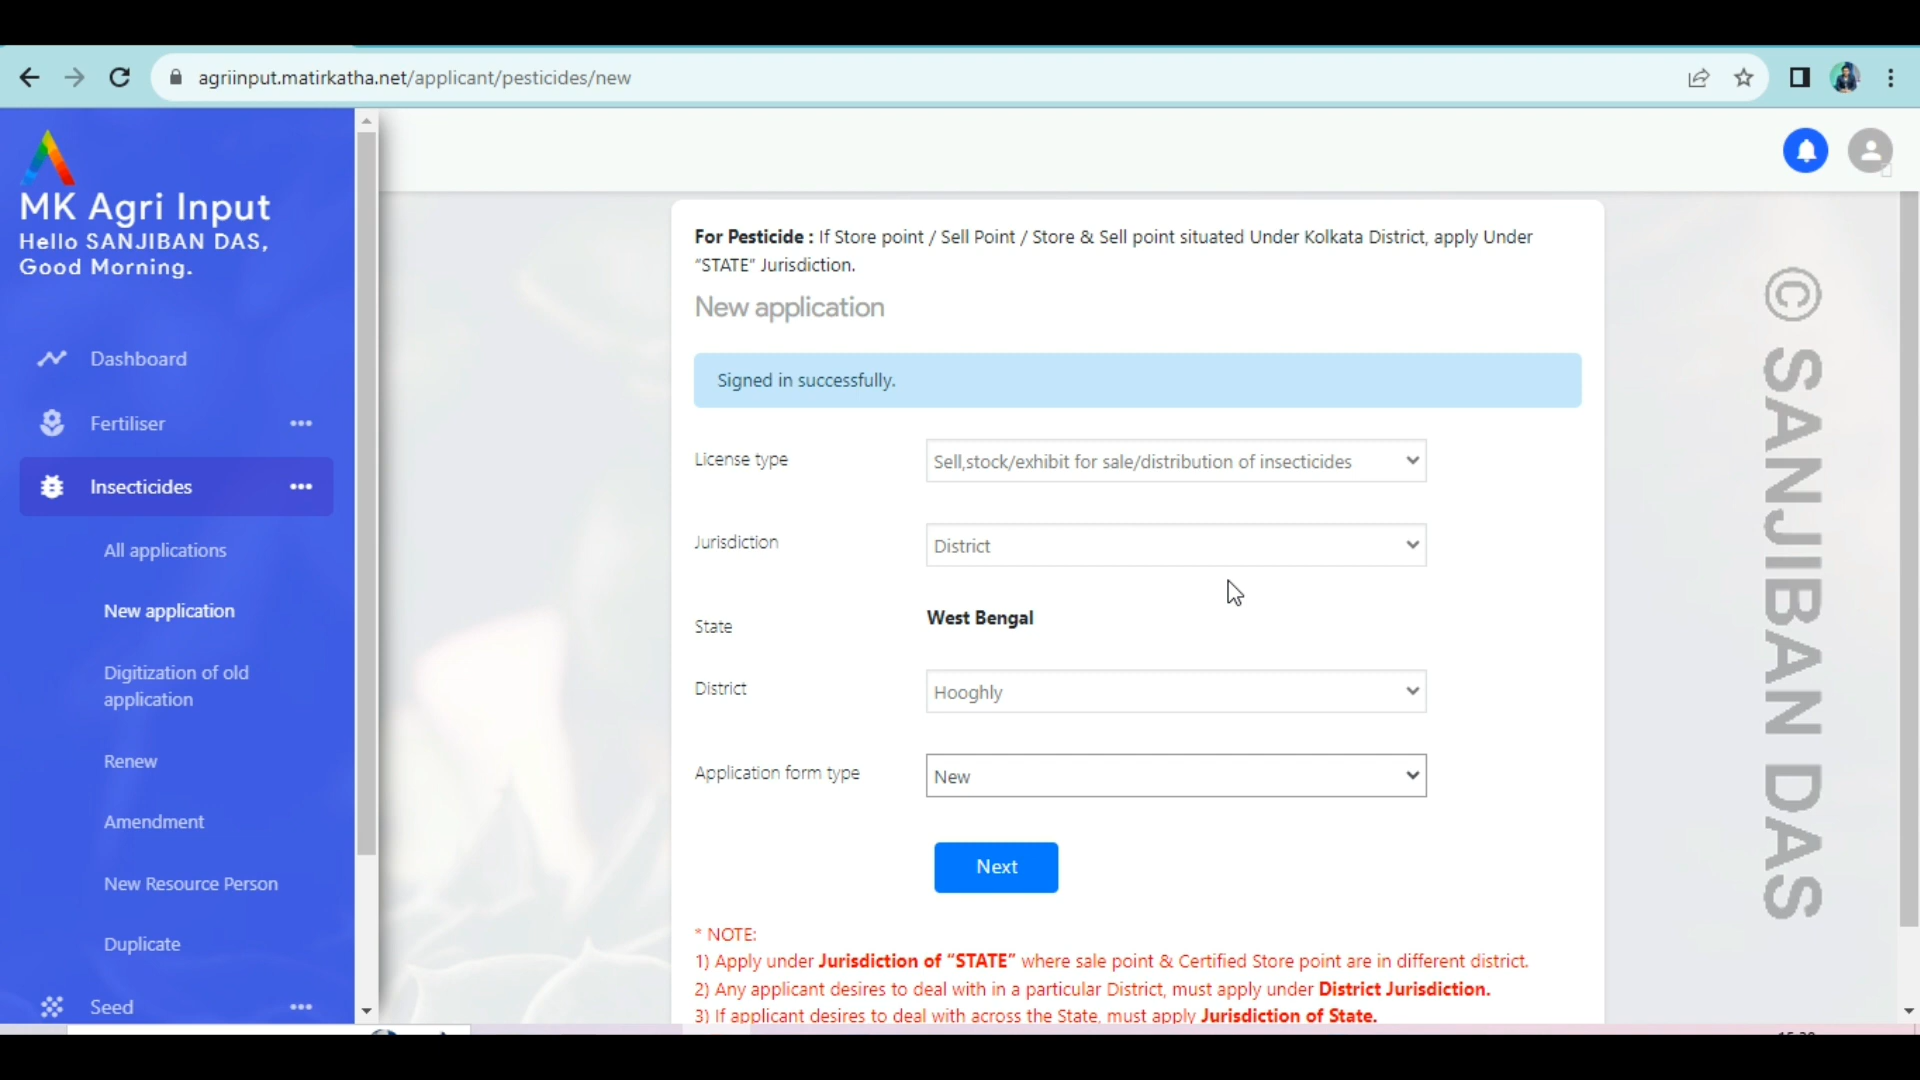 agriinput.matirkatha.net/applicant/pesticides/new
MK Agri Input
Hello SANJIBAN DAS,
Good Morning.
Dashboard
Fertiliser
Insecticides
All applications
New application
Digitization of old
application
Renew
Amendment
New Resource Person
Duplicate
Seed
For Pesticide : If Store point / Sell Point / Store & Sell point situated Under Kolkata District, apply Under
“STATE” Jurisdiction.
New application
Signed in successfully.
License type
Sell,stock/exhibit for sale/distribution of insecticides
Jurisdiction
District
State
West Bengal
District
Hooghly
Application form type
New
Next
* NOTE:
1) Apply under Jurisdiction of “STATE” where sale point & Certified Store point are in different district.
2) Any applicant desires to deal with in a particular District, must apply under District Jurisdiction.
3) If applicant desires to deal with across the State, must apply Jurisdiction of State.
© SANJIBAN DAS